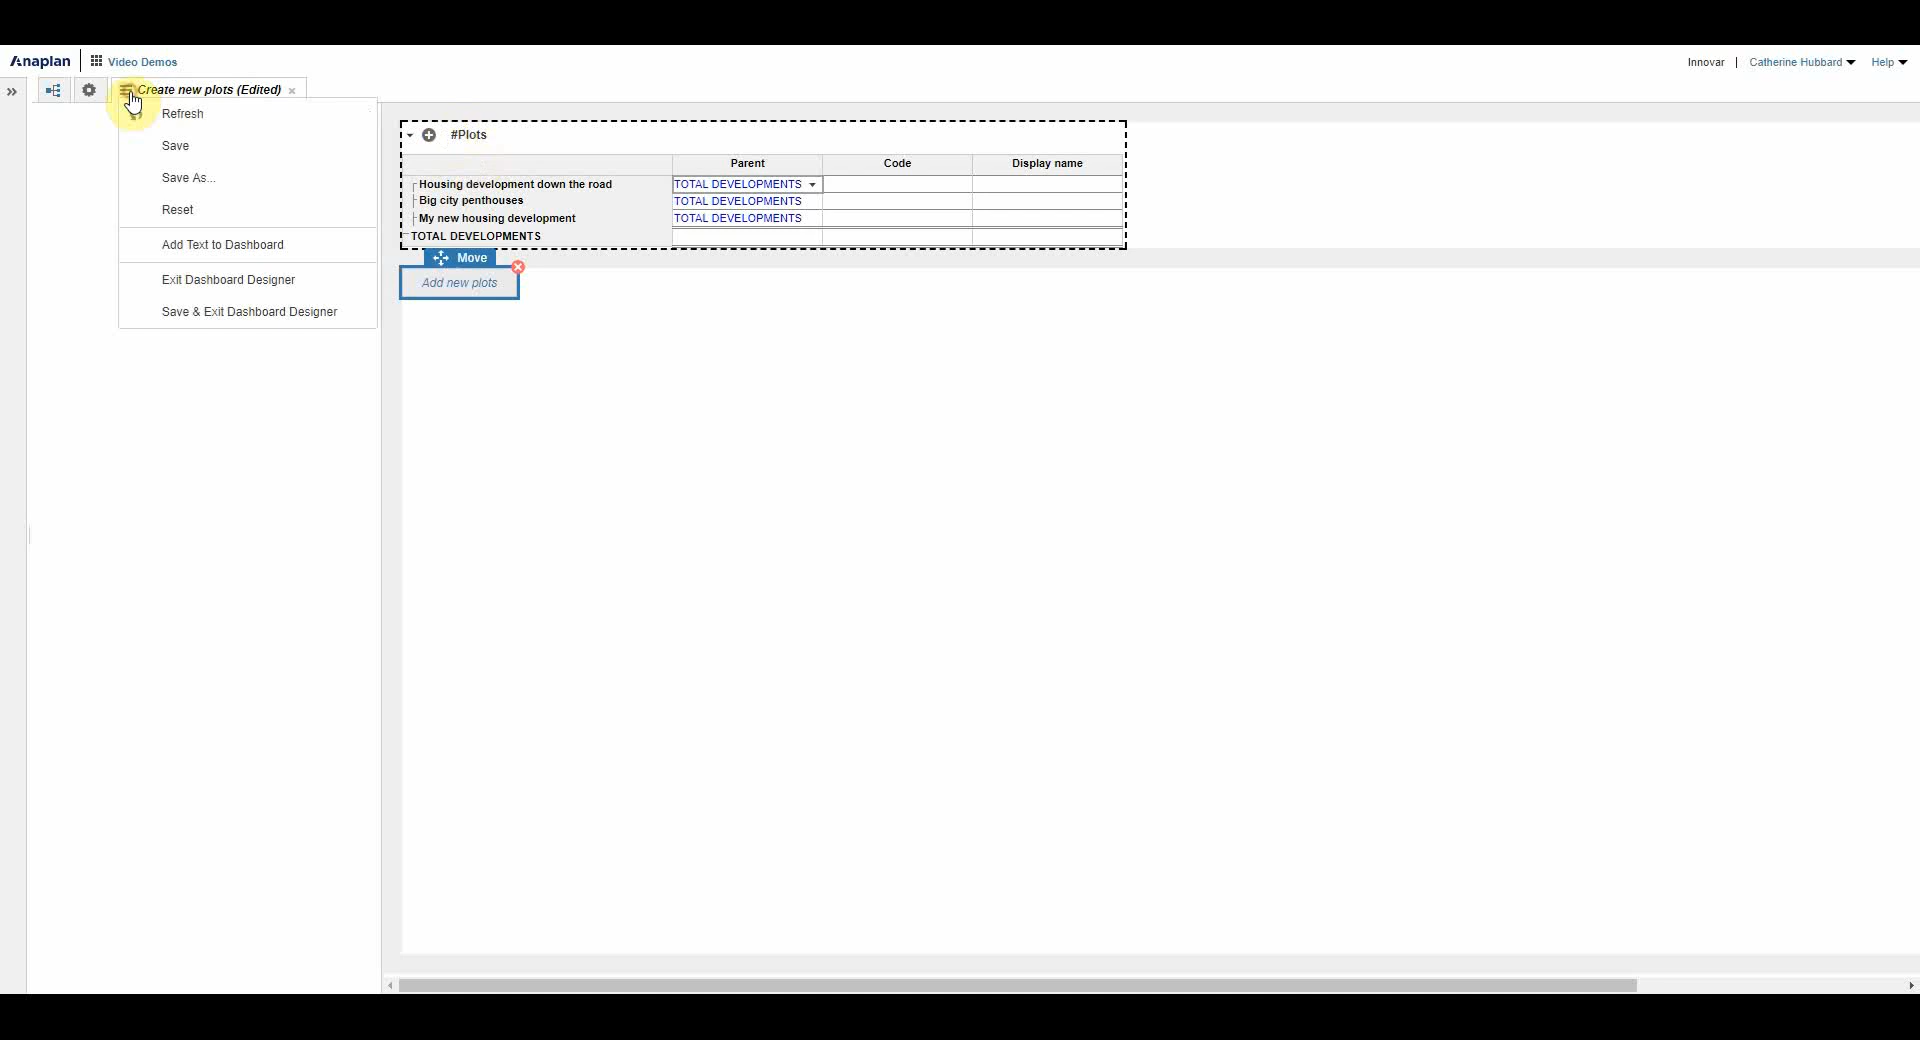 Anaplan
Video Demos
Innovar
Catherine Hubbard
Help
Create new plots (Edited)
Refresh
Save
Save As...
Reset
Add Text to Dashboard
Exit Dashboard Designer
Save & Exit Dashboard Designer
#Plots
Parent Code Display name
Housing development down the road TOTAL DEVELOPMENTS
Big city penthouses TOTAL DEVELOPMENTS
My new housing development TOTAL DEVELOPMENTS
TOTAL DEVELOPMENTS
Move
Add new plots